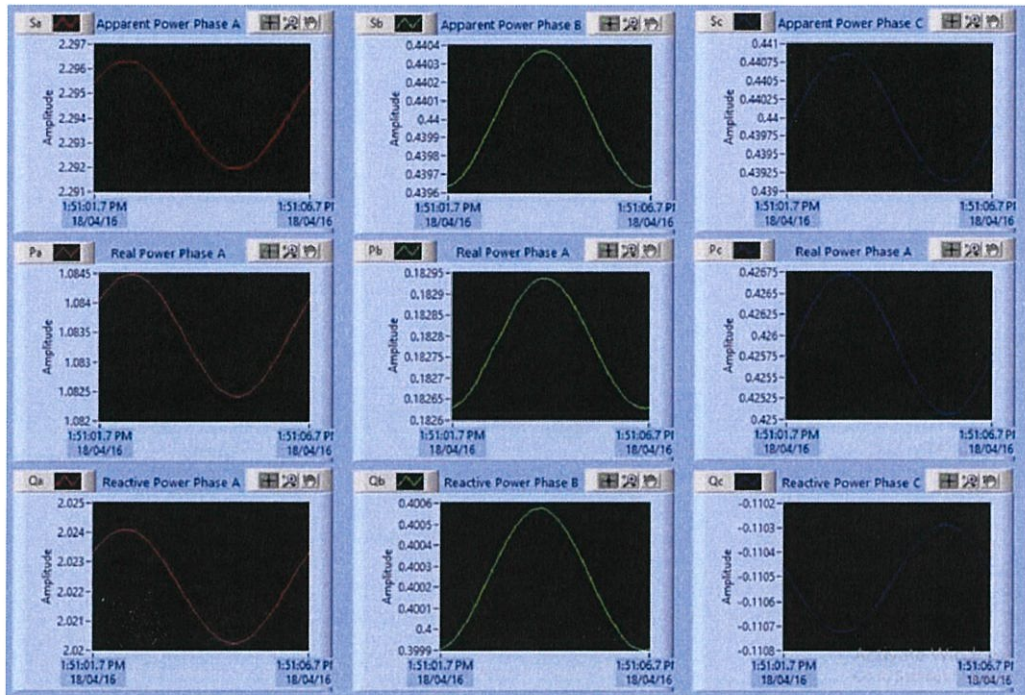 Sa Apparent Power Phase A
2.297
2.296
2.295
2.294
2.293
2.292
2.291
Amplitude
1:51:01.7 PM 1:51:06.7 PI
18/04/16 18/04/16
Sb Apparent Power Phase B
0.4404
0.4403
0.4402
0.4401
0.44
0.4399
0.4398
0.4397
0.4396
Amplitude
1:51:01.7 PM 1:51:06.7 PI
18/04/16 18/04/16
Sc Apparent Power Phase C
0.441
0.44075
0.4405
0.44025
0.44
0.43975
0.4395
0.43925
0.439
Amplitude
1:51:01.7 PM 1:51:06.7 PI
18/04/16 18/04/16
Pa Real Power Phase A
1.0845
1.084
1.0835
1.083
1.0825
1.082
Amplitude
1:51:01.7 PM 1:51:06.7 PI
18/04/16 18/04/16
Pb Real Power Phase A
0.18295
0.1829
0.18285
0.1828
0.18275
0.1827
0.18265
0.1826
Amplitude
1:51:01.7 PM 1:51:06.7 PI
18/04/16 18/04/16
Pc Real Power Phase A
0.42675
0.4265
0.42625
0.426
0.42575
0.4255
0.42525
0.425
Amplitude
1:51:01.7 PM 1:51:06.7 PI
18/04/16 18/04/16
Qa Reactive Power Phase A
2.025
2.024
2.023
2.022
2.021
2.02
Amplitude
1:51:01.7 PM 1:51:06.7 PI
18/04/16 18/04/16
Qb Reactive Power Phase B
0.4006
0.4005
0.4004
0.4003
0.4002
0.4001
0.4
0.3999
Amplitude
1:51:01.7 PM 1:51:06.7 PI
18/04/16 18/04/16
Qc Reactive Power Phase C
-0.1102
-0.1103
-0.1104
-0.1105
-0.1106
-0.1107
-0.1108
Amplitude
1:51:01.7 PM 1:51:06.7 PI
18/04/16 18/04/16